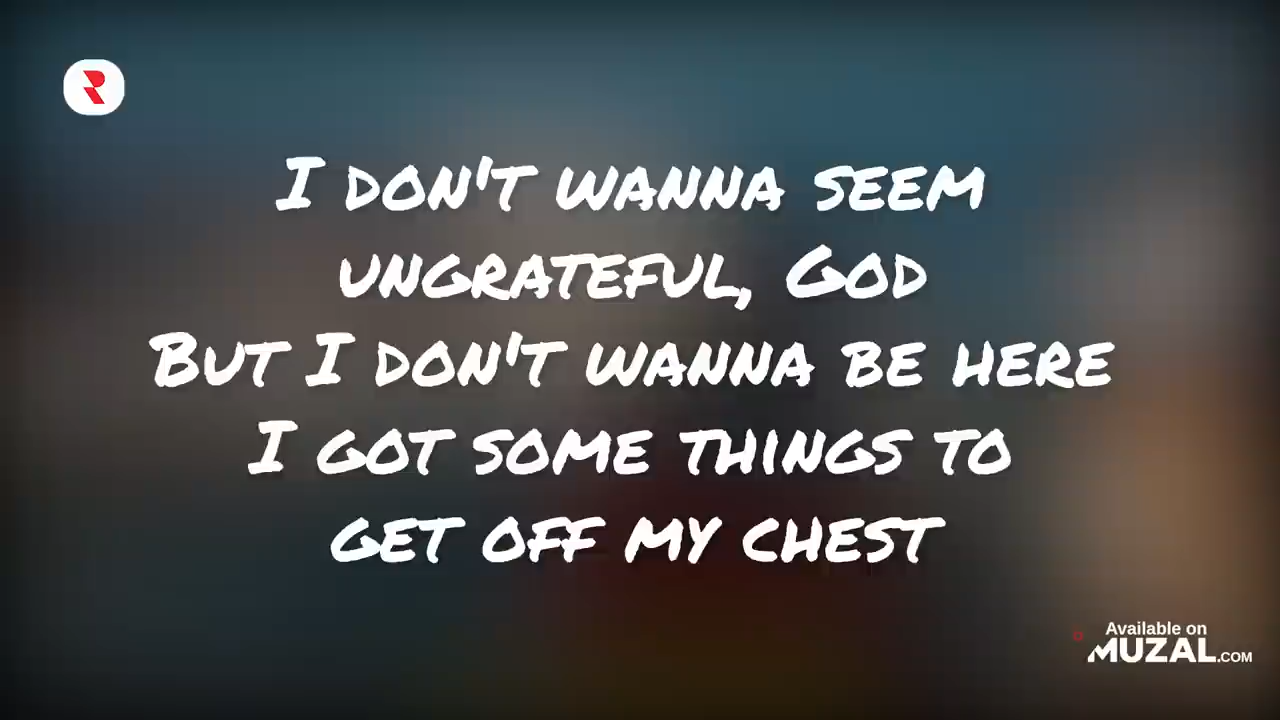 I DON'T WANNA SEEM
UNGRATEFUL, GOD
BUT I DON'T WANNA BE HERE
I GOT SOME THINGS TO
GET OFF MY CHEST
Available on
MUZAL.COM